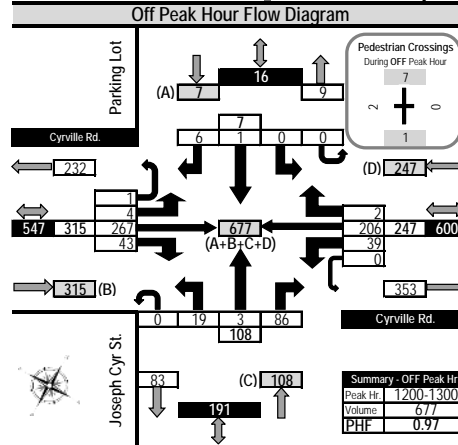 Off Peak Hour Flow Diagram
Parking Lot
Pedestrian Crossings
During OFF Peak Hour
7
2
0
1
16
(A)
7
9
7
6
1
0
0
Cyrville Rd.
232
(D)
247
1
4
547
315
267
43
677
(A+B+C+D)
2
206
247
600
39
0
315
(B)
353
0
19
3
86
108
Cyrville Rd.
Joseph Cyr St.
83
(C)
108
191
Summary - OFF Peak Hr
Peak Hr. 1200-1300
Volume 677
PHF 0.97